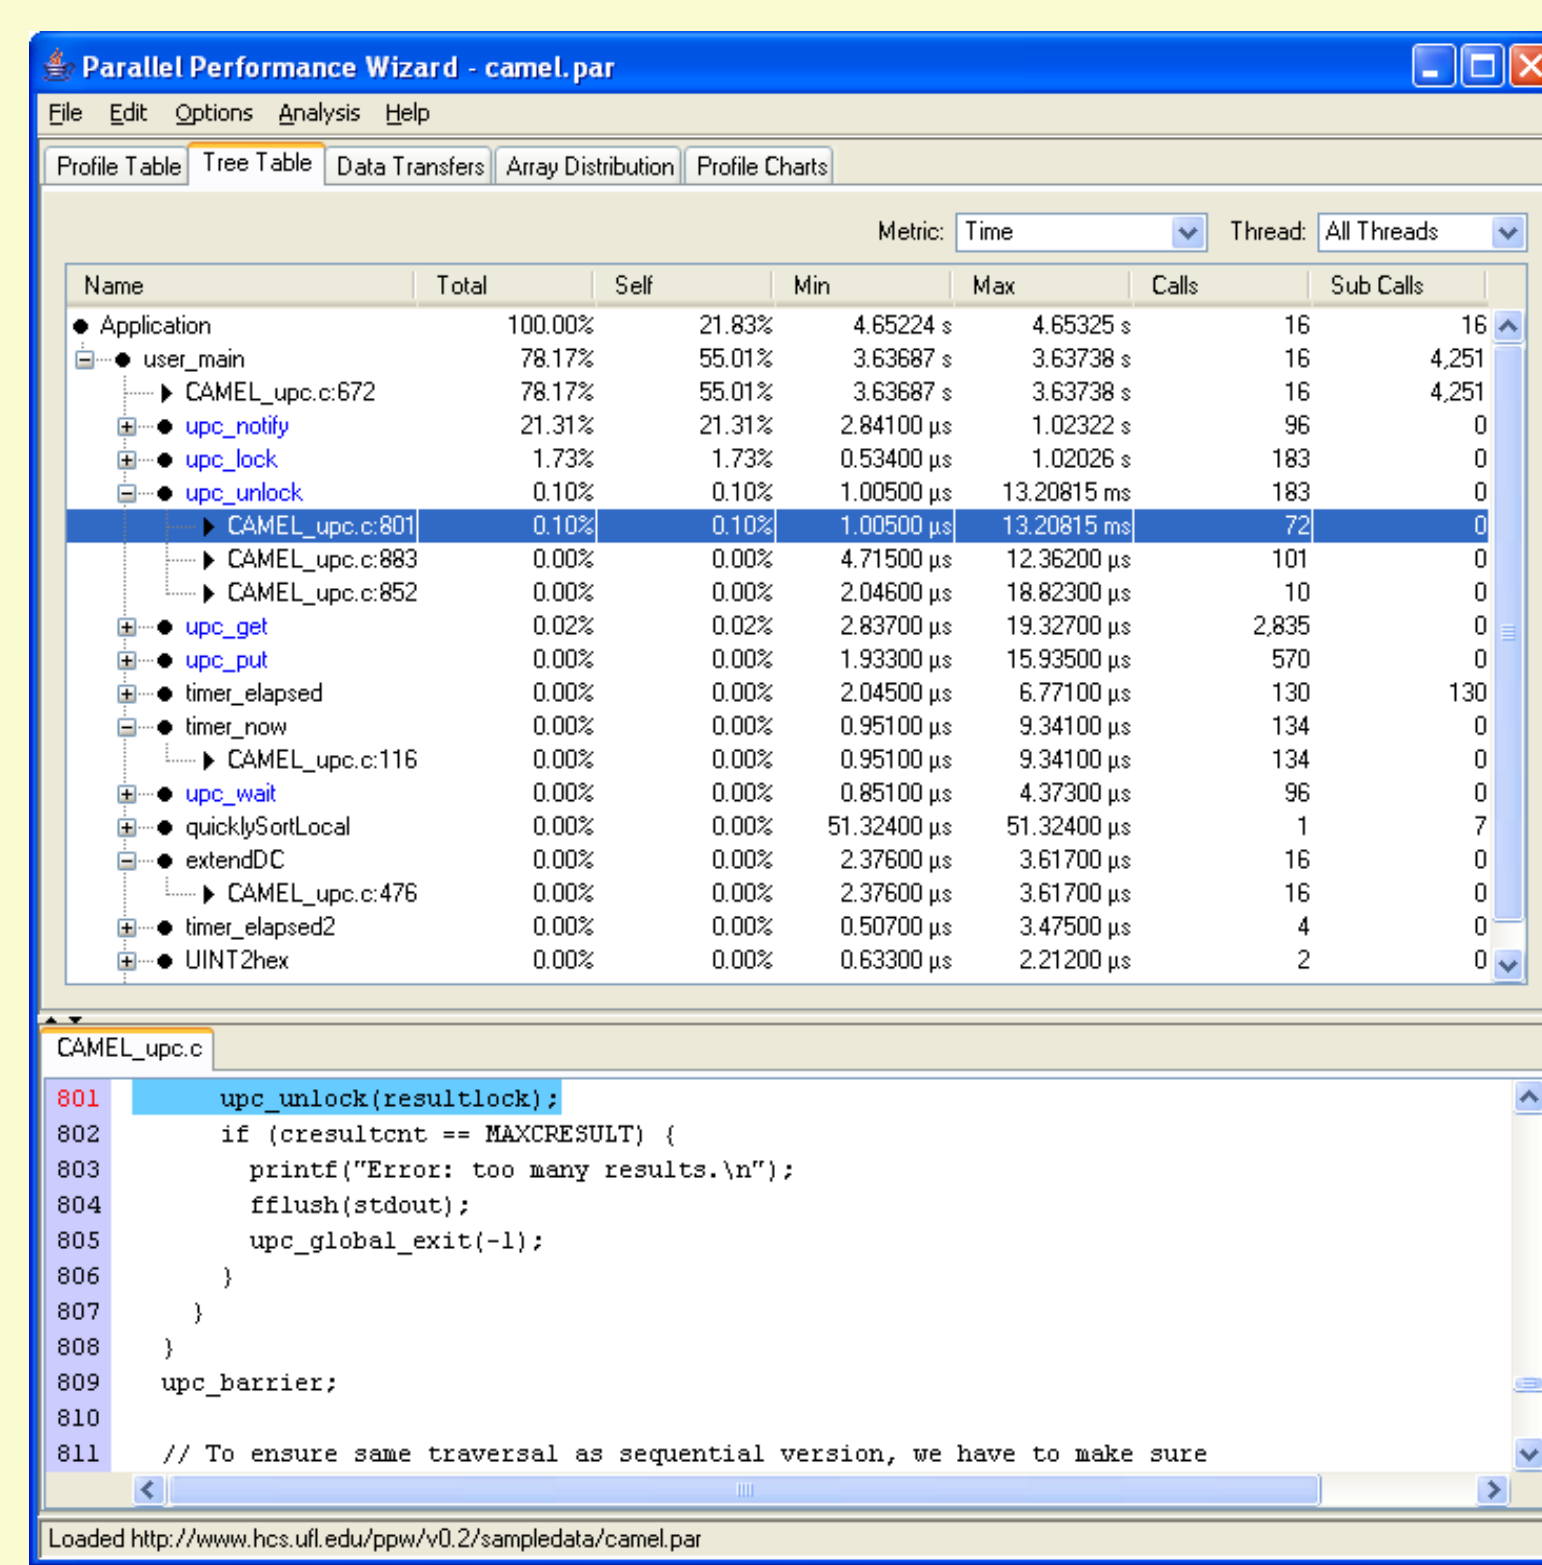 Parallel Performance Wizard - camel.par
File Edit Options Analysis Help
Profile Table Tree Table Data Transfers Array Distribution Profile Charts
Metric: Time Thread: All Threads
Name Total Self Min Max Calls Sub Calls
Application 100.00% 21.83% 4.65224 s 4.65325 s 16 16
user_main 78.17% 55.01% 3.63687 s 3.63738 s 16 4,251
CAMEL_upc.c:672 78.17% 55.01% 3.63687 s 3.63738 s 16 4,251
upc_notify 21.31% 21.31% 2.84100 µs 1.02322 s 96 0
upc_lock 1.73% 1.73% 0.53400 µs 1.02026 s 183 0
upc_unlock 0.10% 0.10% 1.00500 µs 13.20815 ms 183 0
CAMEL_upc.c:801 0.10% 0.10% 1.00500 µs 13.20815 ms 72 0
CAMEL_upc.c:883 0.00% 0.00% 4.71500 µs 12.36200 µs 101 0
CAMEL_upc.c:852 0.00% 0.00% 2.04600 µs 18.82300 µs 10 0
upc_get 0.02% 0.02% 2.83700 µs 19.32700 µs 2,835 0
upc_put 0.00% 0.00% 1.93300 µs 15.93500 µs 570 0
timer_elapsed 0.00% 0.00% 2.04500 µs 6.77100 µs 130 130
timer_now 0.00% 0.00% 0.95100 µs 9.34100 µs 134 0
CAMEL_upc.c:116 0.00% 0.00% 0.95100 µs 9.34100 µs 134 0
upc_wait 0.00% 0.00% 0.85100 µs 4.37300 µs 96 0
quicklySortLocal 0.00% 0.00% 51.32400 µs 51.32400 µs 1 7
extendDC 0.00% 0.00% 2.37600 µs 3.61700 µs 16 0
CAMEL_upc.c:476 0.00% 0.00% 2.37600 µs 3.61700 µs 16 0
timer_elapsed2 0.00% 0.00% 0.50700 µs 3.47500 µs 4 0
UINT2hex 0.00% 0.00% 0.63300 µs 2.21200 µs 2 0
CAMEL_upc.c
801 upc_unlock(resultlock);
802 if (cresultcnt == MAXCRESULT) {
803 printf("Error: too many results.\n");
804 fflush(stdout);
805 upc_global_exit(-1);
806 }
807 }
808 }
809 upc_barrier;
810
811 // To ensure same traversal as sequential version, we have to make sure
Loaded http://www.hcs.ufl.edu/ppw/v0.2/sampledata/camel.par